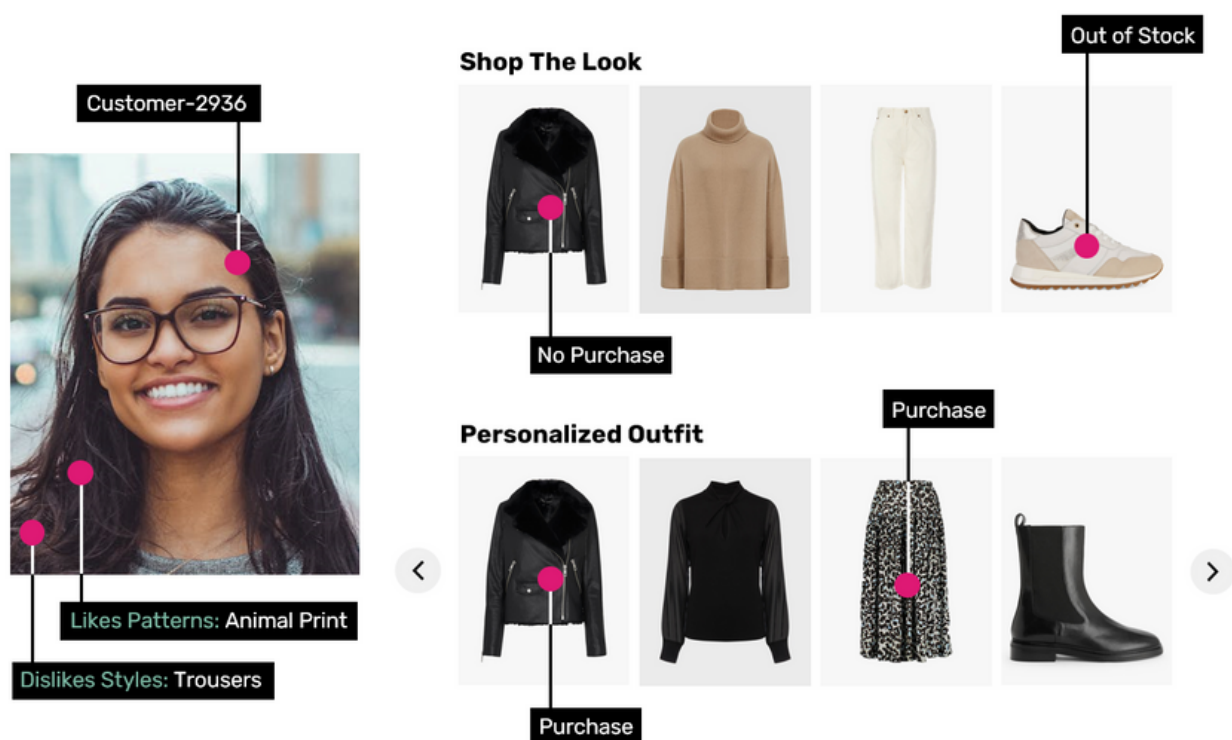 Out of Stock
Shop The Look
Customer-2936
No Purchase
Purchase
Personalized Outfit
Likes Patterns: Animal Print
Dislikes Styles: Trousers
Purchase